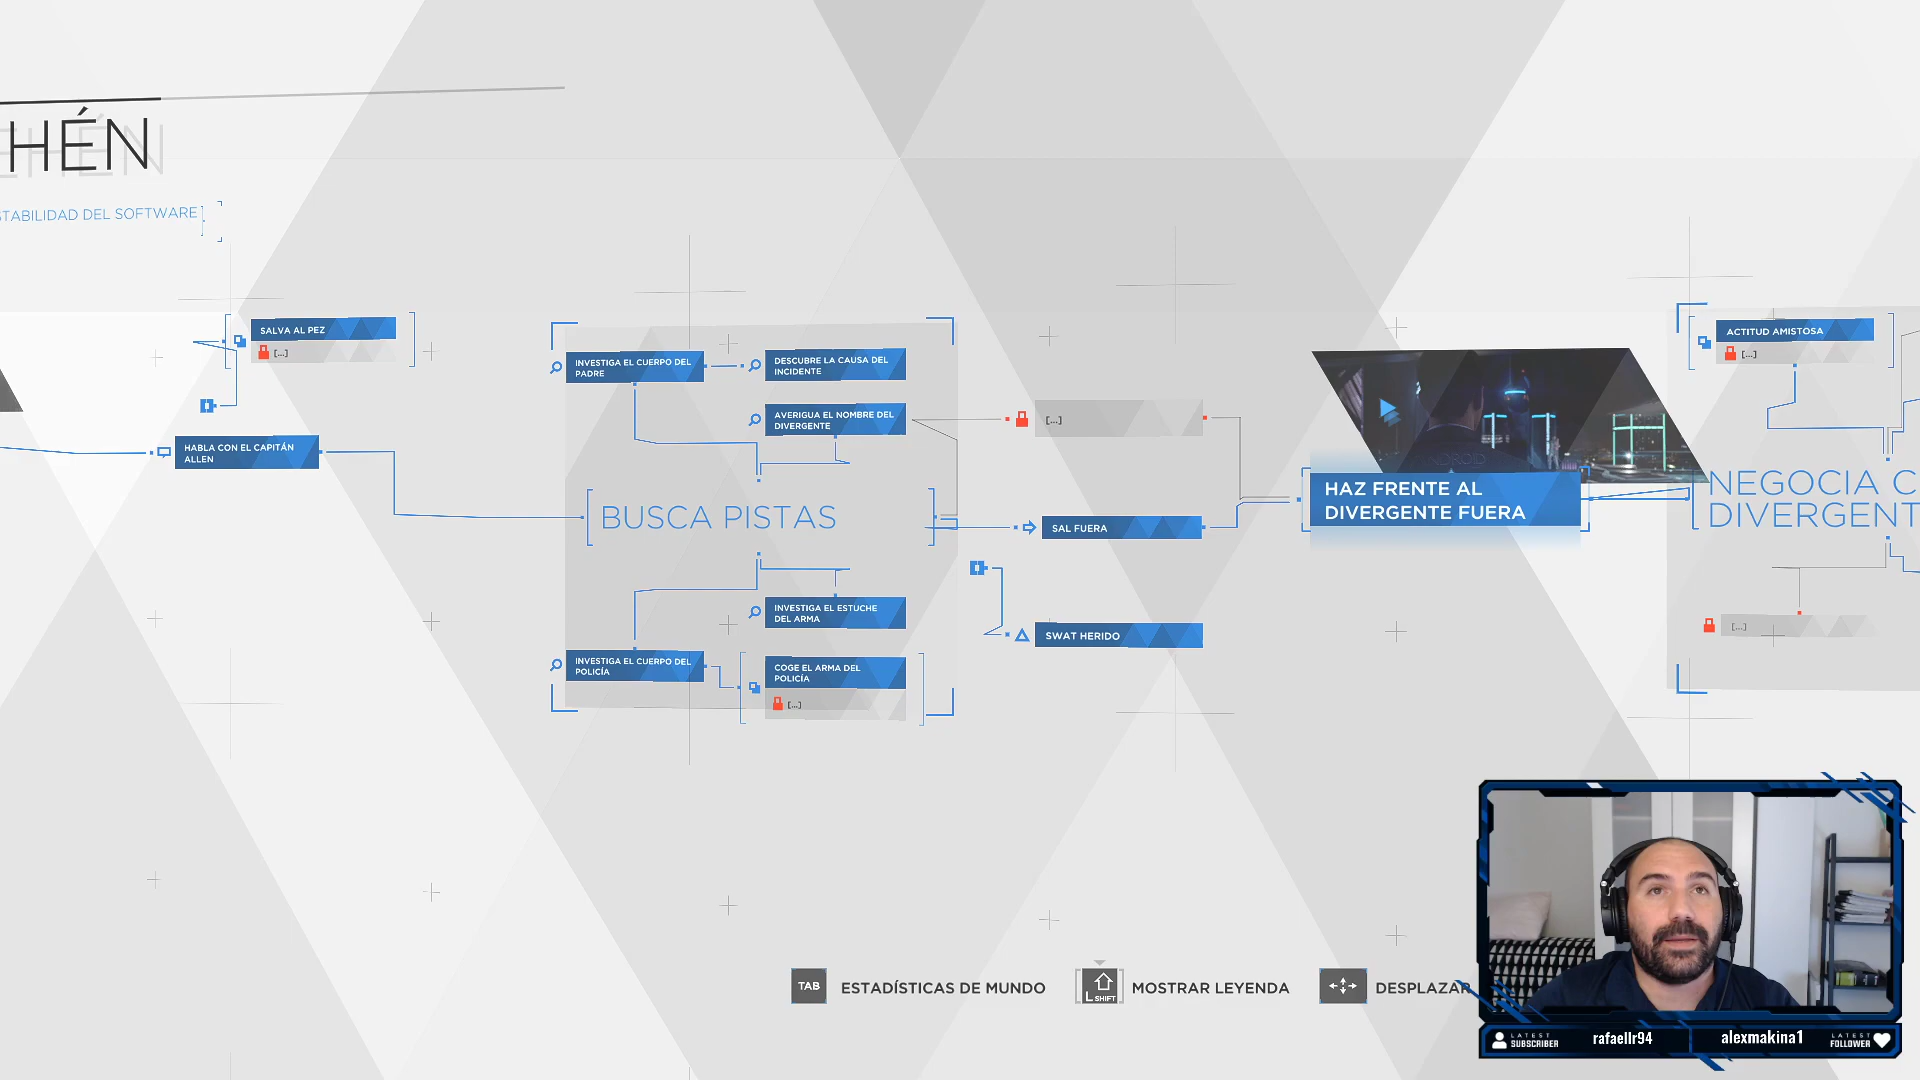 HÉN
STABILIDAD DEL SOFTWARE
SALVA AL PEZ
[...]
HABLA CON EL CAPITÁN
ALLEN
INVESTIGA EL CUERPO DEL
PADRE
DESCUBRE LA CAUSA DEL
INCIDENTE
AVERIGUA EL NOMBRE DEL
DIVERGENTE
[...]
BUSCA PISTAS
SAL FUERA
INVESTIGA EL ESTUCHE
DEL ARMA
SWAT HERIDO
INVESTIGA EL CUERPO DEL
POLICÍA
COGE EL ARMA DEL
POLICÍA
[...]
HAZ FRENTE AL
DIVERGENTE FUERA
ACTITUD AMISTOSA
[...]
NEGOCIA C
DIVERGENT
[...]
TAB ESTADÍSTICAS DE MUNDO
L SHIFT MOSTRAR LEYENDA
DESPLAZAR
LATEST SUBSCRIBER
rafaellr94
alexmakina1
LATEST FOLLOWER